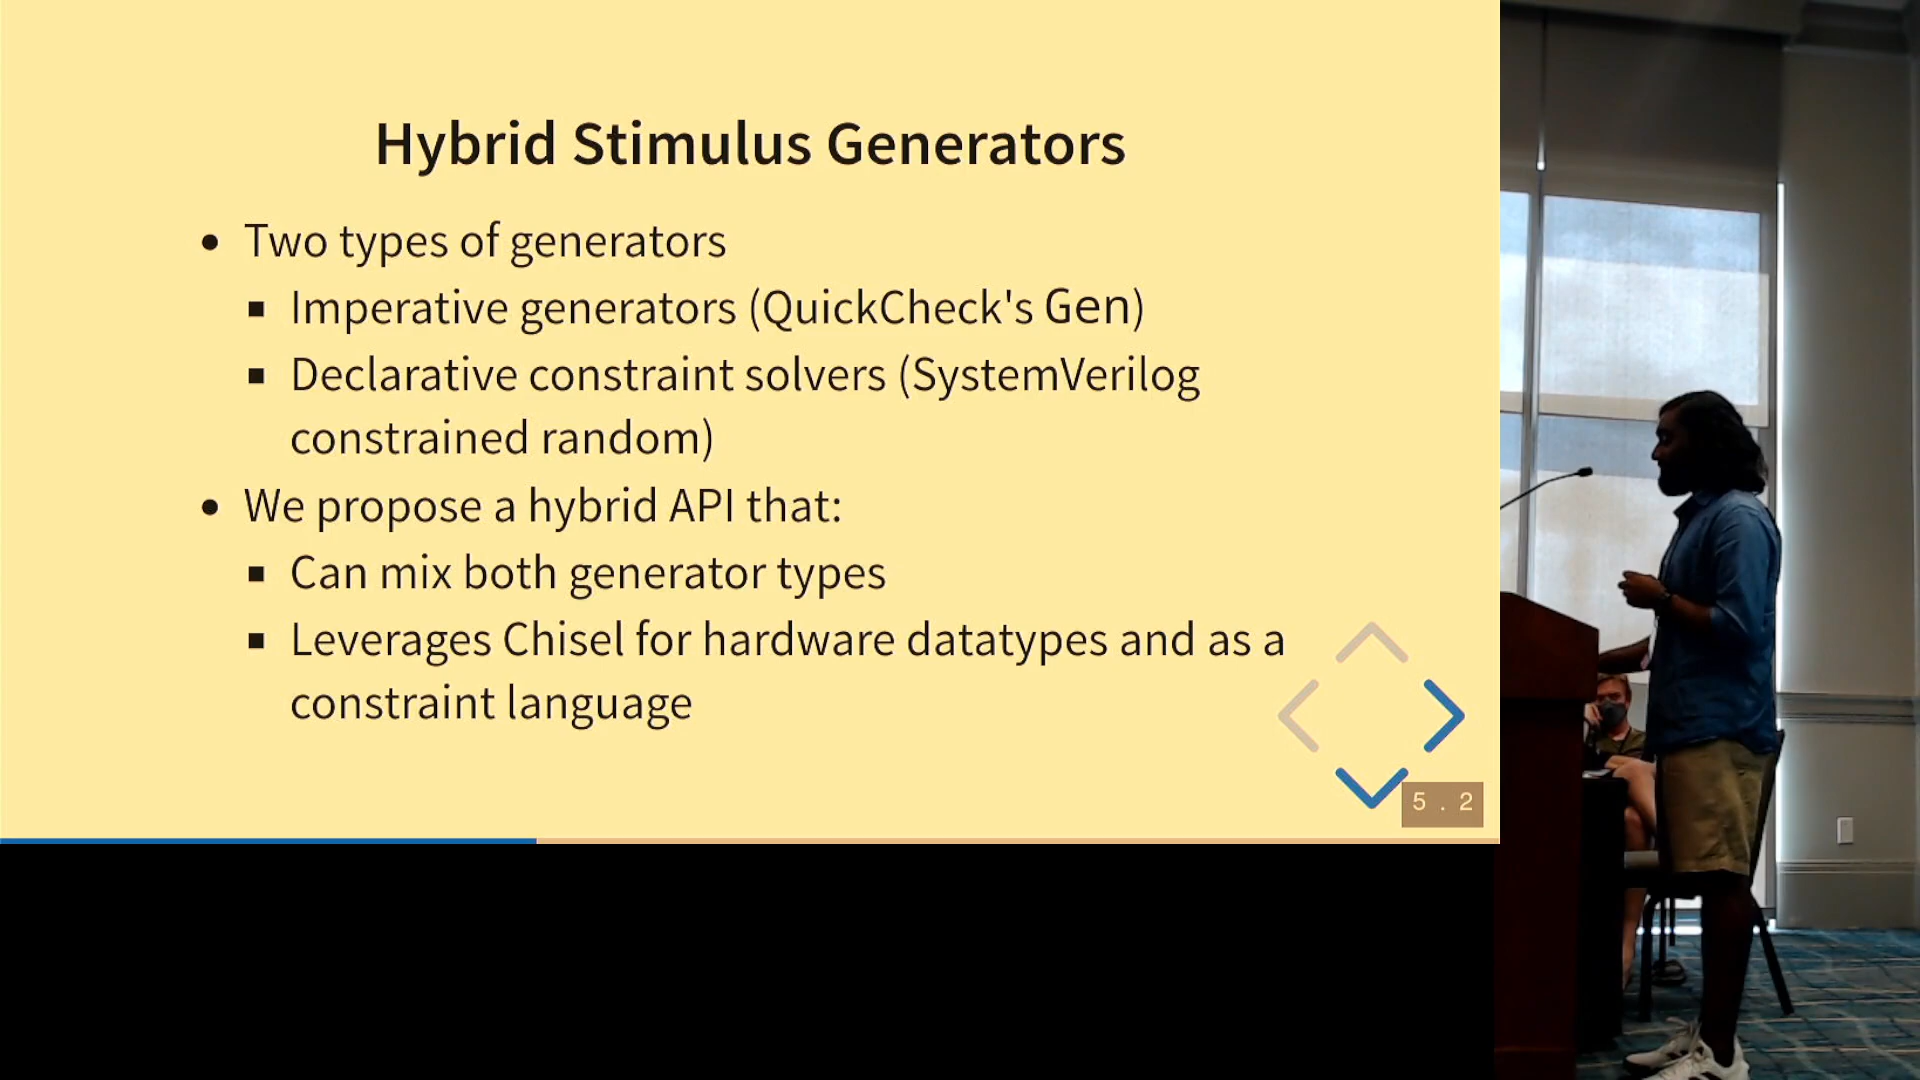 Hybrid Stimulus Generators
Two types of generators
Imperative generators (QuickCheck's Gen)
Declarative constraint solvers (SystemVerilog
constrained random)
We propose a hybrid API that:
Can mix both generator types
Leverages Chisel for hardware datatypes and as a
constraint language
5 . 2